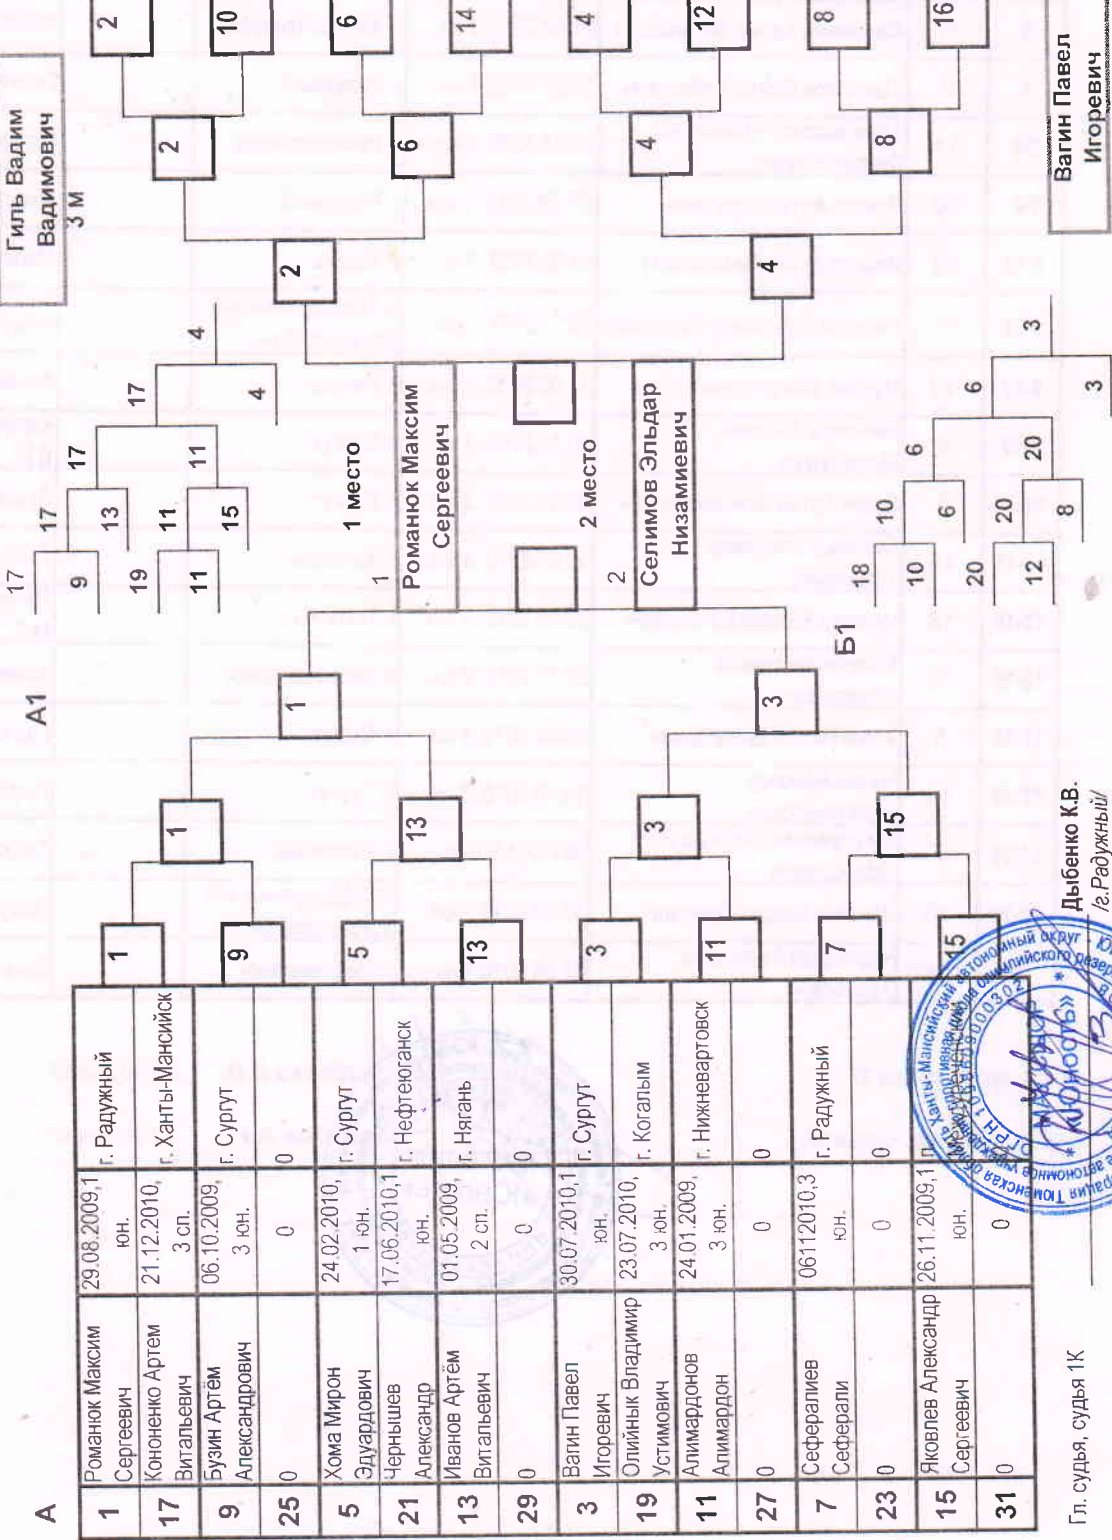 А
1
Романюк Максим
Сергеевич
29.08.2009,1
юн.
г. Радужный
17
Кононенко Артем
Витальевич
21.12.2010,
3 сп.
г. Ханты-Мансийск
9
Бузин Артём
Александрович
06.10.2009,
3 юн.
г. Сургут
25
0
0
0
5
Хома Мирон
Эдуардович
24.02.2010,
1 юн.
г. Сургут
21
Чернышев
Александр
17.06.2010,1
юн.
г. Нефтеюганск
13
Иванов Артём
Витальевич
01.05.2009,
2 сп.
г. Нягань
29
0
0
0
3
Вагин Павел
Игоревич
30.07.2010,1
юн.
г. Сургут
19
Олийнык Владимир
Устимович
23.07.2010,
3 юн.
г. Когалым
11
Алимардонов
Алимардон
24.01.2009,
3 юн.
г. Нижневартовск
27
0
0
0
7
Сефералиев
Сеферали
06112010,3
юн.
г. Радужный
23
0
0
0
15
Яковлев Александр
Сергеевич
26.11.2009,1
юн.
п.
31
0
0
1
9
5
13
3
11
7
15
1
13
3
15
1
3
А1
17
9
19
11
17
13
11
15
17
11
17
4
4
1 место
1
Романюк Максим
Сергеевич
2 место
2
Селимов Эльдар
Низамиевич
Б1
18
10
20
12
10
6
20
8
6
20
6
3
3
2
4
2
6
4
8
2
10
6
14
4
12
8
16
Гиль Вадим
Вадимович
3 м
Вагин Павел
Игоревич
Гл. судья, судья 1К
Дыбенко К.В.
/г.Радужный/
Ханты-Мансийский автономный округ - Ю
«Юность»